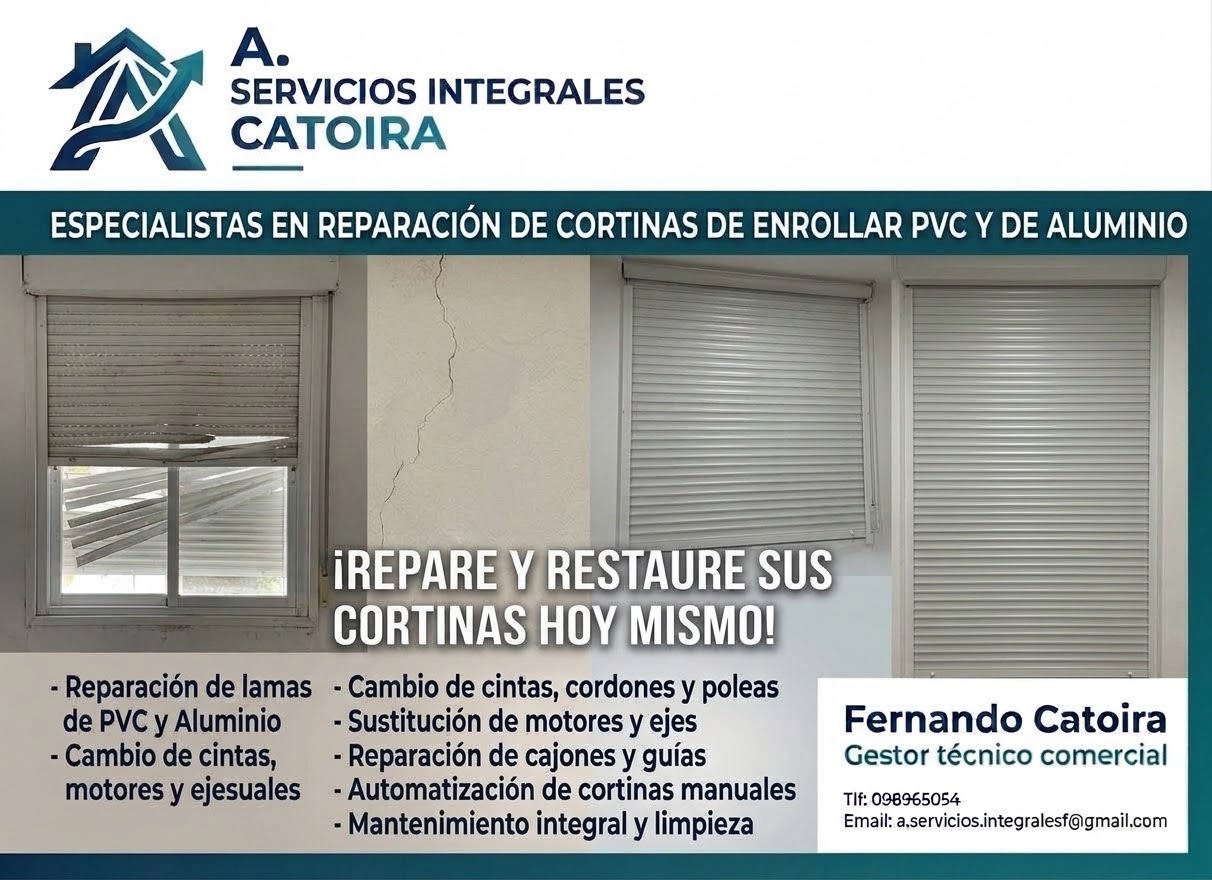 A.
SERVICIOS INTEGRALES
CATOIRA
ESPECIALISTAS EN REPARACIÓN DE CORTINAS DE ENROLLAR PVC Y DE ALUMINIO
¡REPARE Y RESTAURE SUS
CORTINAS HOY MISMO!
- Reparación de lamas
de PVC y Aluminio
- Cambio de cintas,
motores y ejesuales
- Cambio de cintas, cordones y poleas
- Sustitución de motores y ejes
- Reparación de cajones y guías
- Automatización de cortinas manuales
- Mantenimiento integral y limpieza
Fernando Catoira
Gestor técnico comercial
Tlf: 098965054
Email: a.servicios.integralesf@gmail.com